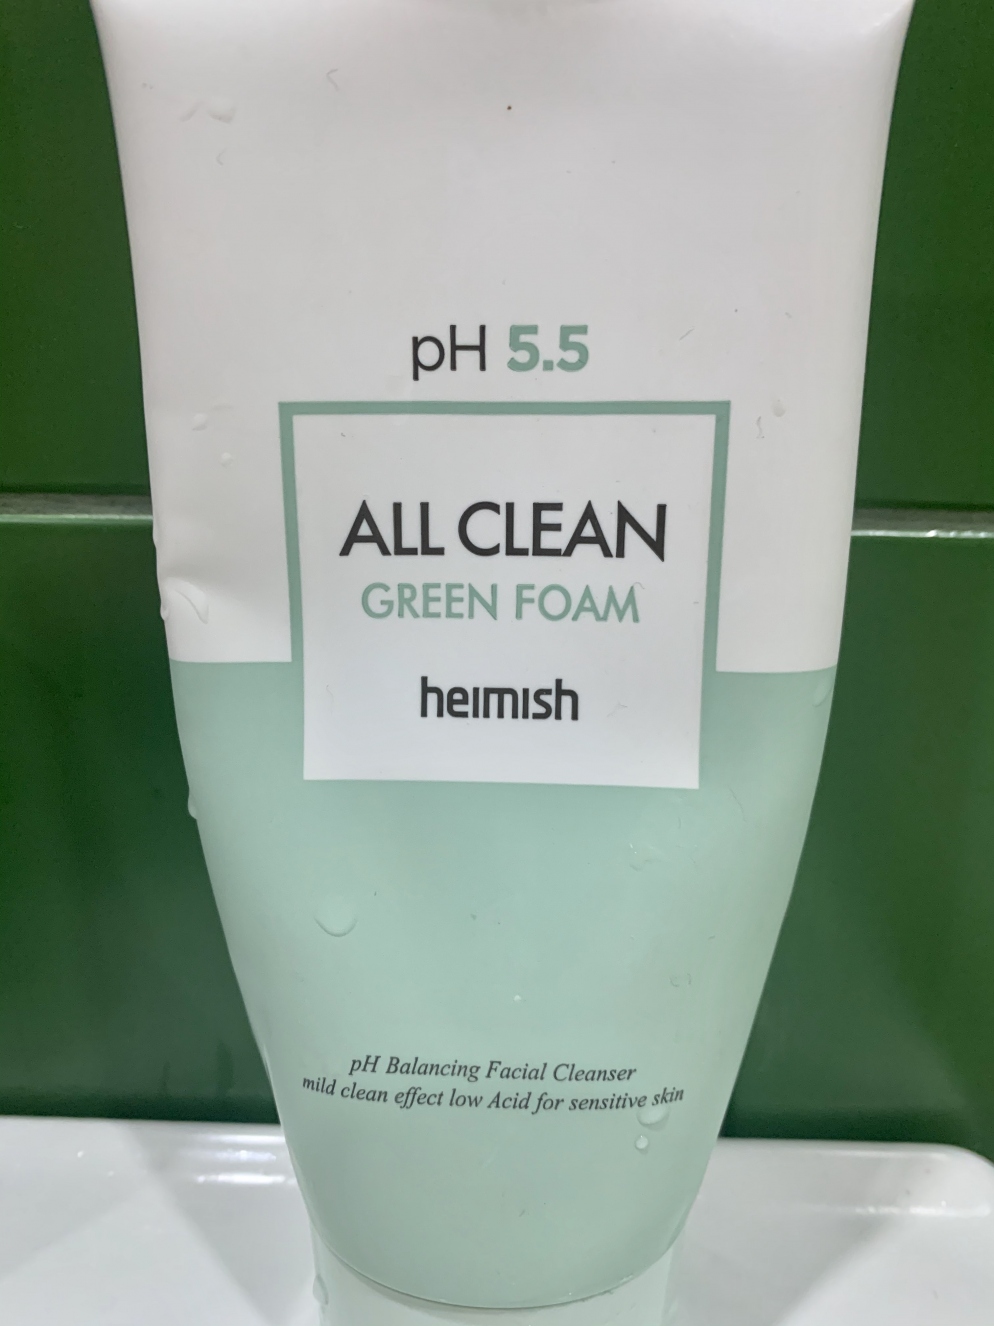 pH 5.5
ALL CLEAN
GREEN FOAM
heimish
pH Balancing Facial Cleanser
mild clean effect low Acid for sensitive skin